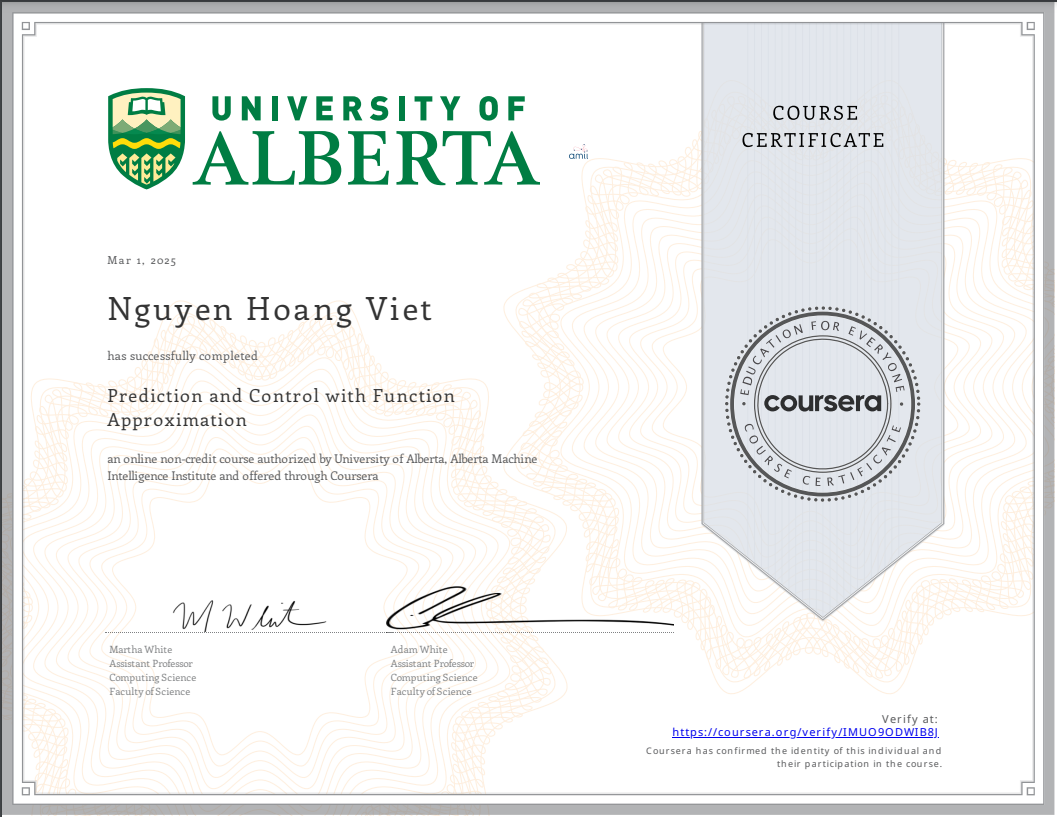 UNIVERSITY OF
ALBERTA
amii
COURSE
CERTIFICATE
Mar 1, 2025
Nguyen Hoang Viet
has successfully completed
Prediction and Control with Function
Approximation
an online non-credit course authorized by University of Alberta, Alberta Machine
Intelligence Institute and offered through Coursera
EDUCATION FOR EVERYONE
coursera
COURSE CERTIFICATE
M White
Martha White
Assistant Professor
Computing Science
Faculty of Science
Adam White
Assistant Professor
Computing Science
Faculty of Science
Verify at:
https://coursera.org/verify/IMUO9ODWIB8J
Coursera has confirmed the identity of this individual and
their participation in the course.